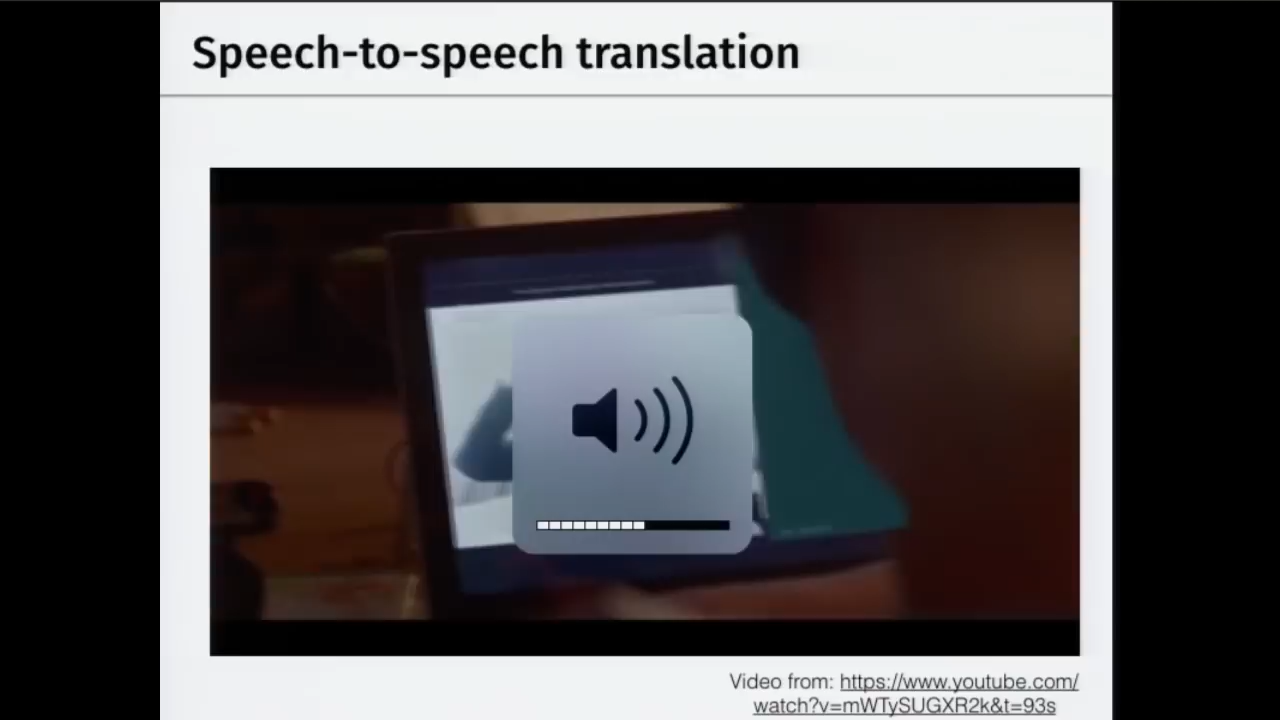 Speech-to-speech translation
Video from: https://www.youtube.com/
watch?v=mWTySUGXR2k&t=93s